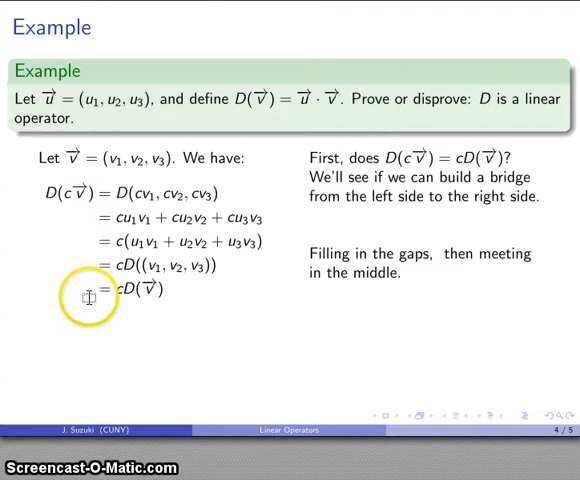 Example
Example
Let u⃗ = (u₁, u₂, u₃), and define D(v⃗) = u⃗ · v⃗. Prove or disprove: D is a linear
operator.
Let v⃗ = (v₁, v₂, v₃). We have:
D(cv⃗) = D(cv₁, cv₂, cv₃)
= cu₁v₁ + cu₂v₂ + cu₃v₃
= c(u₁v₁ + u₂v₂ + u₃v₃)
= cD((v₁, v₂, v₃))
= cD(v⃗)
First, does D(cv⃗) = cD(v⃗)?
We'll see if we can build a bridge
from the left side to the right side.
Filling in the gaps, then meeting
in the middle.
J. Suzuki (CUNY) Linear Operators 4 / 5
Screencast-O-Matic.com